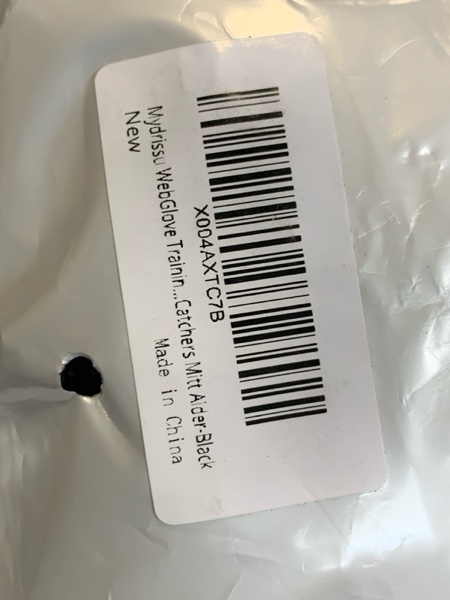 X004AXTC7B
Mydrissu WebGlove Trainin...Catchers Mitt Aider-Black
New
Made in China